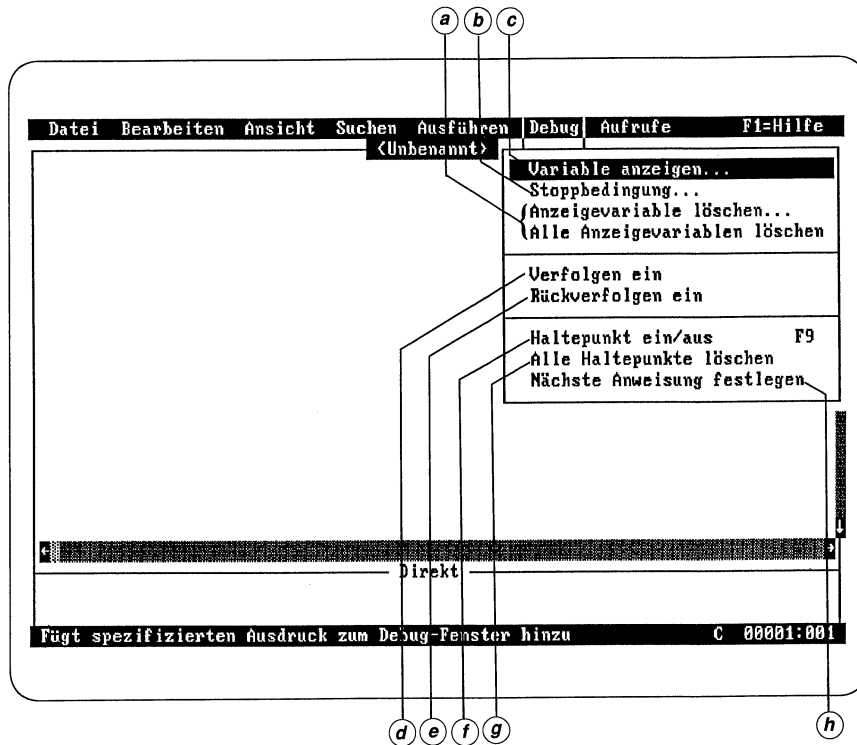 a b c
Datei Bearbeiten Ansicht Suchen Ausführen Debug Aufrufe F1=Hilfe
<Unbenannt>
Variable anzeigen...
Stoppbedingung...
Anzeigevariable löschen...
Alle Anzeigevariablen löschen
Verfolgen ein
Rückverfolgen ein
Haltepunkt ein/aus F9
Alle Haltepunkte löschen
Nächste Anweisung festlegen
Direkt
Fügt spezifizierten Ausdruck zum Debug-Fenster hinzu C 00001:001
d e f g h